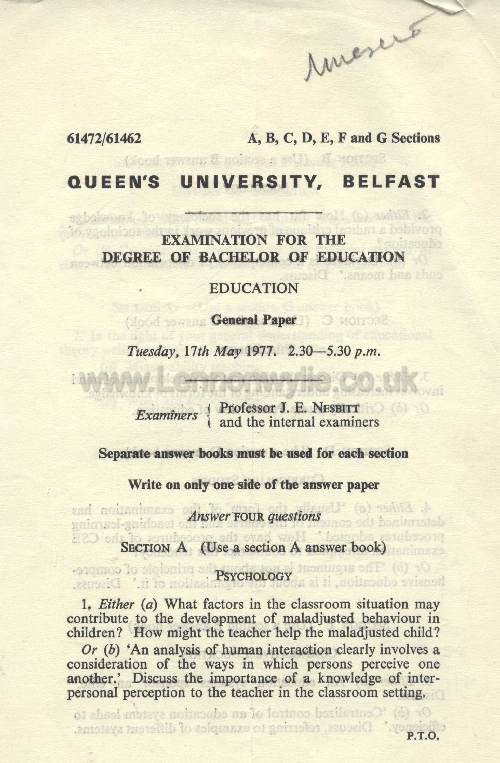 61472/61462 A, B, C, D, E, F and G Sections
QUEEN'S UNIVERSITY, BELFAST
EXAMINATION FOR THE
DEGREE OF BACHELOR OF EDUCATION
EDUCATION
General Paper
Tuesday, 17th May 1977. 2.30—5.30 p.m.
www.Lennonwylie.co.uk
Examiners { Professor J. E. NESBITT
and the internal examiners
Separate answer books must be used for each section
Write on only one side of the answer paper
Answer FOUR questions
SECTION A (Use a section A answer book)
PSYCHOLOGY
1. Either (a) What factors in the classroom situation may
contribute to the development of maladjusted behaviour in
children? How might the teacher help the maladjusted child?
Or (b) 'An analysis of human interaction clearly involves a
consideration of the ways in which persons perceive one
another.' Discuss the importance of a knowledge of inter-
personal perception to the teacher in the classroom setting.
P.T.O.